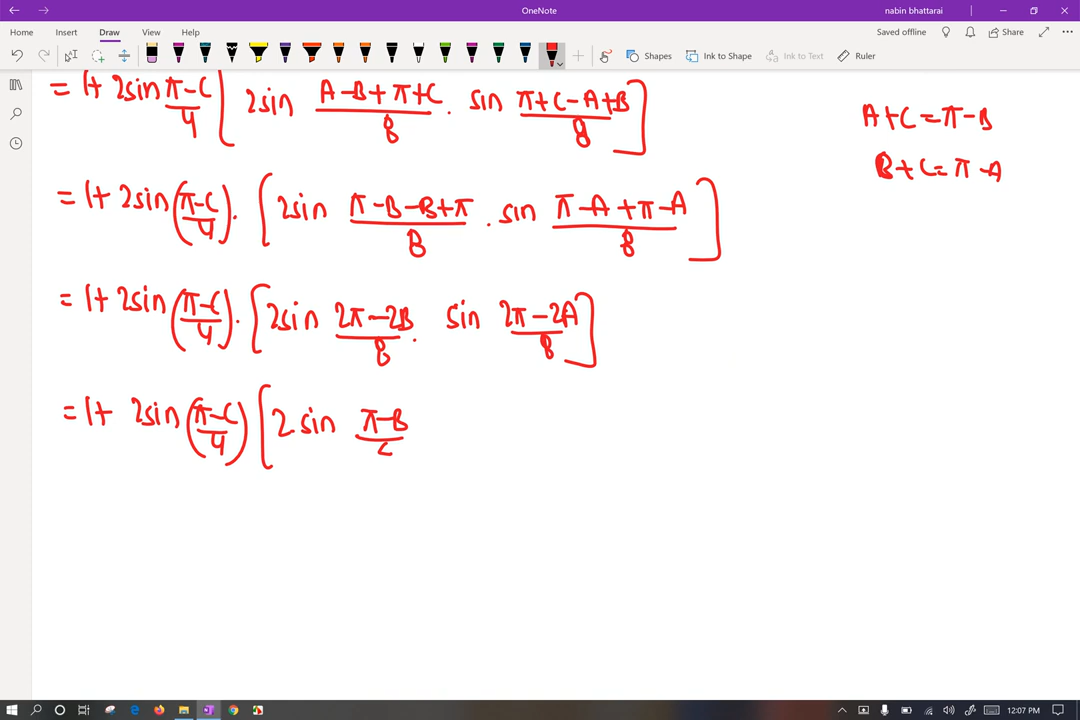 OneNote
nabin bhattarai
Home Insert Draw View Help
Saved offline
Share
Shapes
Ink to Shape
Ink to Text
Ruler
= 1+ 2sin π-C/4 [ 2sin A-B+π+C/8 . sin π+C-A+B/8 ]
A+C = π-B
B+C = π-A
= 1+ 2sin (π-C/4) . [ 2sin π-B-B+π/8 . sin π-A+π-A/8 ]
= 1+ 2sin (π-C/4) . [ 2sin 2π-2B/8 . sin 2π-2A/8 ]
= 1+ 2sin (π-C/4) [ 2 sin π-B/
12:07 PM